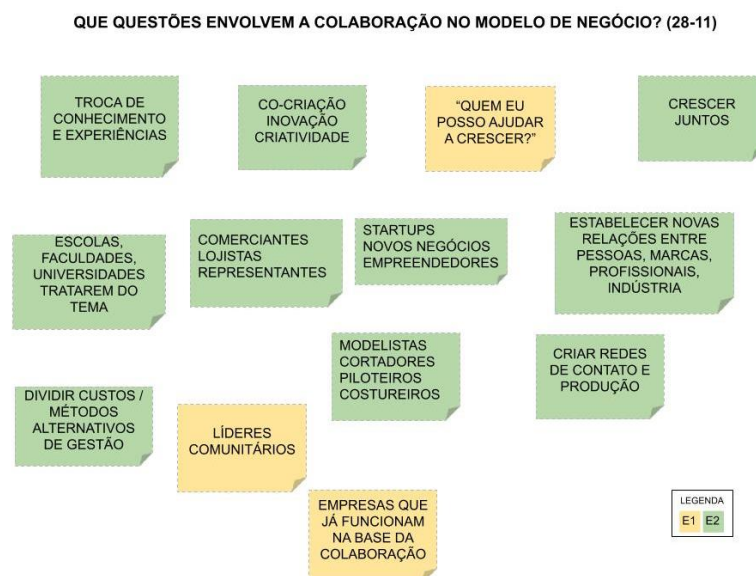 QUE QUESTÕES ENVOLVEM A COLABORAÇÃO NO MODELO DE NEGÓCIO? (28-11)
TROCA DE
CONHECIMENTO
E EXPERIÊNCIAS
CO-CRIAÇÃO
INOVAÇÃO
CRIATIVIDADE
“QUEM EU
POSSO AJUDAR
A CRESCER?”
CRESCER
JUNTOS
ESCOLAS,
FACULDADES,
UNIVERSIDADES
TRATAREM DO
TEMA
COMERCIANTES
LOJISTAS
REPRESENTANTES
STARTUPS
NOVOS NEGÓCIOS
EMPREENDEDORES
ESTABELECER NOVAS
RELAÇÕES ENTRE
PESSOAS, MARCAS,
PROFISSIONAIS,
INDÚSTRIA
MODELISTAS
CORTADORES
PILOTEIROS
COSTUREIROS
CRIAR REDES
DE CONTATO E
PRODUÇÃO
DIVIDIR CUSTOS /
MÉTODOS
ALTERNATIVOS
DE GESTÃO
LÍDERES
COMUNITÁRIOS
EMPRESAS QUE
JÁ FUNCIONAM
NA BASE DA
COLABORAÇÃO
LEGENDA
E1 E2